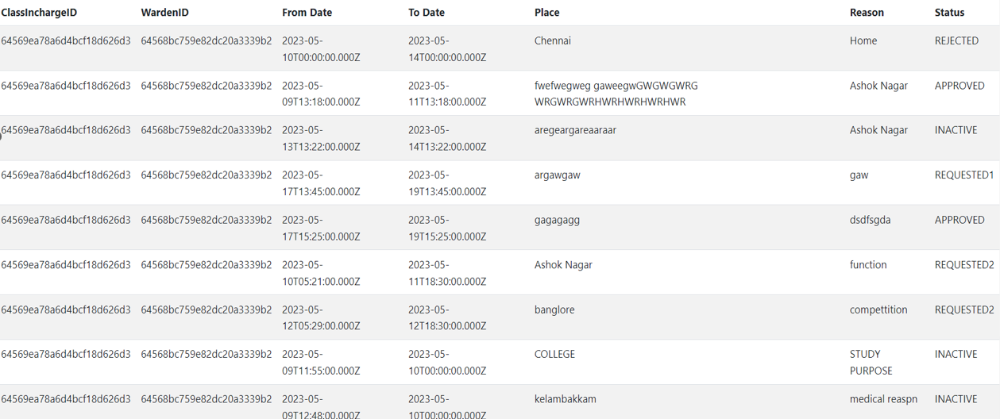 ClassInchargeID WardenID From Date To Date Place Reason Status
64569ea78a6d4bcf18d626d3 64568bc759e82dc20a3339b2 2023-05- 2023-05- Chennai Home REJECTED
10T00:00:00.000Z 14T00:00:00.000Z
64569ea78a6d4bcf18d626d3 64568bc759e82dc20a3339b2 2023-05- 2023-05- fwefwegweg gaweegwGWGWGWRG Ashok Nagar APPROVED
09T13:18:00.000Z 11T13:18:00.000Z WRGWRGWRHWRHWRHWRHWR
64569ea78a6d4bcf18d626d3 64568bc759e82dc20a3339b2 2023-05- 2023-05- aregeargareaaraar Ashok Nagar INACTIVE
13T13:22:00.000Z 14T13:22:00.000Z
64569ea78a6d4bcf18d626d3 64568bc759e82dc20a3339b2 2023-05- 2023-05- argawgaw gaw REQUESTED1
17T13:45:00.000Z 19T13:45:00.000Z
64569ea78a6d4bcf18d626d3 64568bc759e82dc20a3339b2 2023-05- 2023-05- gagagagg dsdfsgda APPROVED
17T15:25:00.000Z 19T15:25:00.000Z
64569ea78a6d4bcf18d626d3 64568bc759e82dc20a3339b2 2023-05- 2023-05- Ashok Nagar function REQUESTED2
10T05:21:00.000Z 11T18:30:00.000Z
64569ea78a6d4bcf18d626d3 64568bc759e82dc20a3339b2 2023-05- 2023-05- banglore compettition REQUESTED2
12T05:29:00.000Z 12T18:30:00.000Z
64569ea78a6d4bcf18d626d3 64568bc759e82dc20a3339b2 2023-05- 2023-05- COLLEGE STUDY INACTIVE
09T11:55:00.000Z 10T00:00:00.000Z PURPOSE
64569ea78a6d4bcf18d626d3 64568bc759e82dc20a3339b2 2023-05- 2023-05- kelambakkam medical reaspn INACTIVE
09T12:48:00.000Z 10T00:00:00.000Z